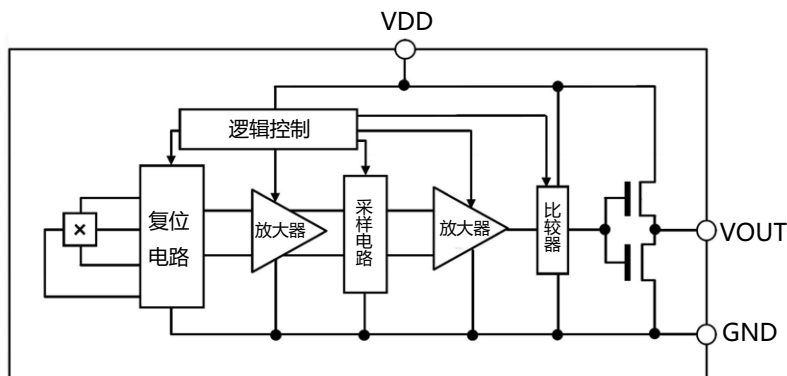 VDD
逻辑控制
复位
电路
放大器
采
样
电
路
放大器
比
较
器
VOUT
GND